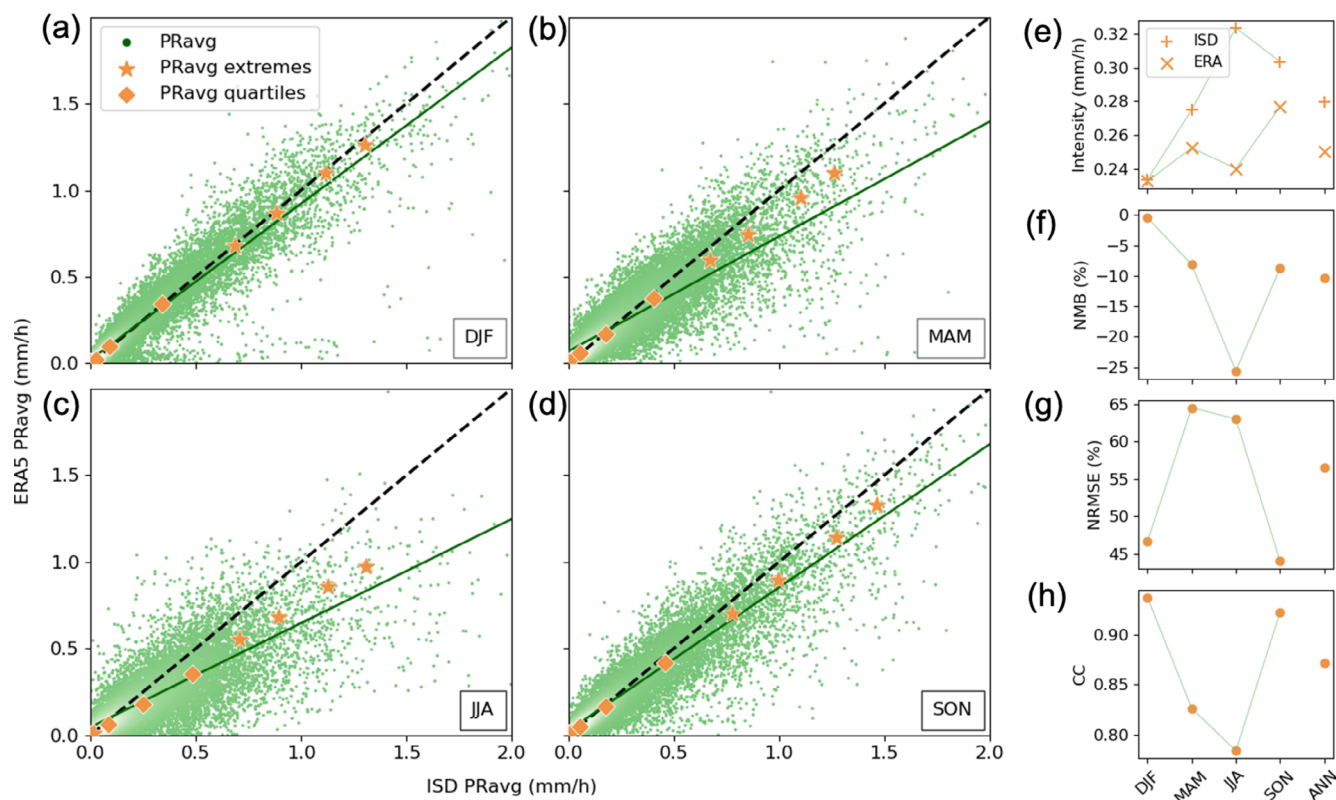 (a)
PRavg
PRavg extremes
PRavg quartiles
1.5
1.0
0.5
0.0
DJF
(b)
MAM
ERA5 PRavg (mm/h)
(c)
1.5
1.0
0.5
0.0
JJA
0.0 0.5 1.0 1.5 2.0
(d)
SON
0.0 0.5 1.0 1.5 2.0
ISD PRavg (mm/h)
(e)
ISD
ERA
Intensity (mm/h)
0.32
0.30
0.28
0.26
0.24
(f)
NMB (%)
0
−5
−10
−15
−20
−25
(g)
NRMSE (%)
65
60
55
50
45
(h)
CC
0.90
0.85
0.80
DJF MAM JJA SON ANN